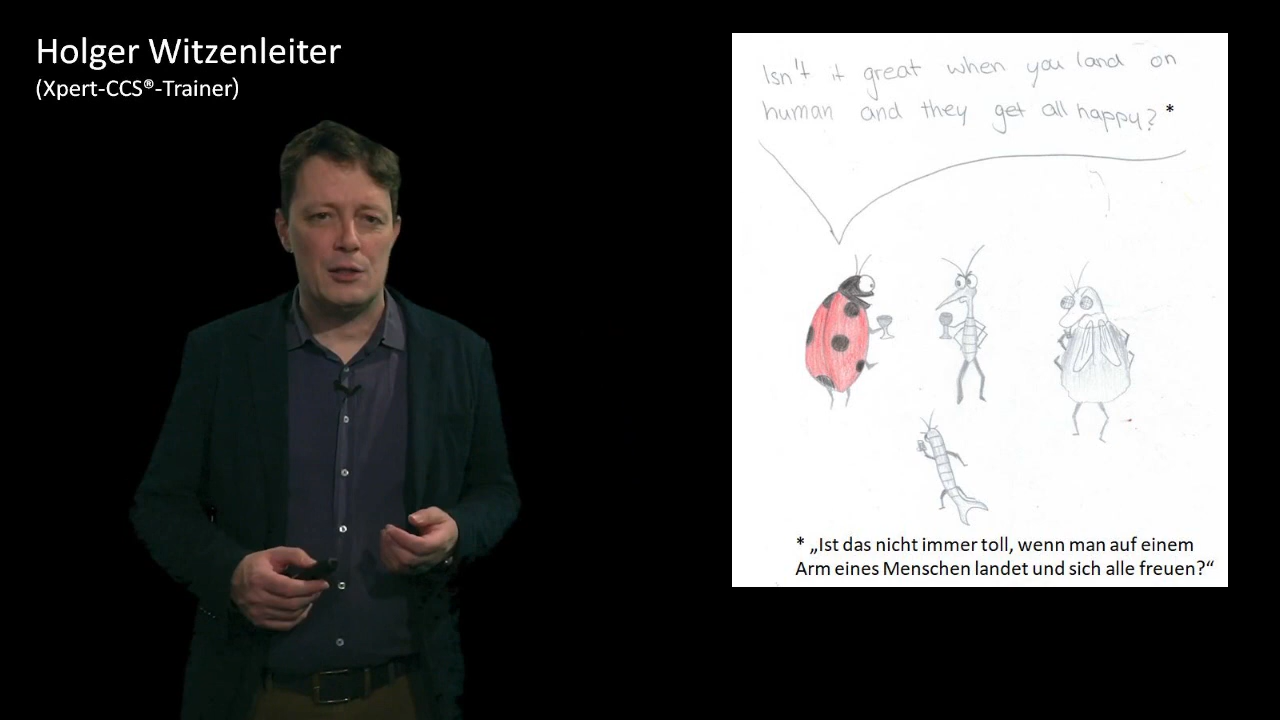 Holger Witzenleiter
(Xpert-CCS®-Trainer)
Isn't it great when you land on
human and they get all happy? *
* „Ist das nicht immer toll, wenn man auf einem
Arm eines Menschen landet und sich alle freuen?“